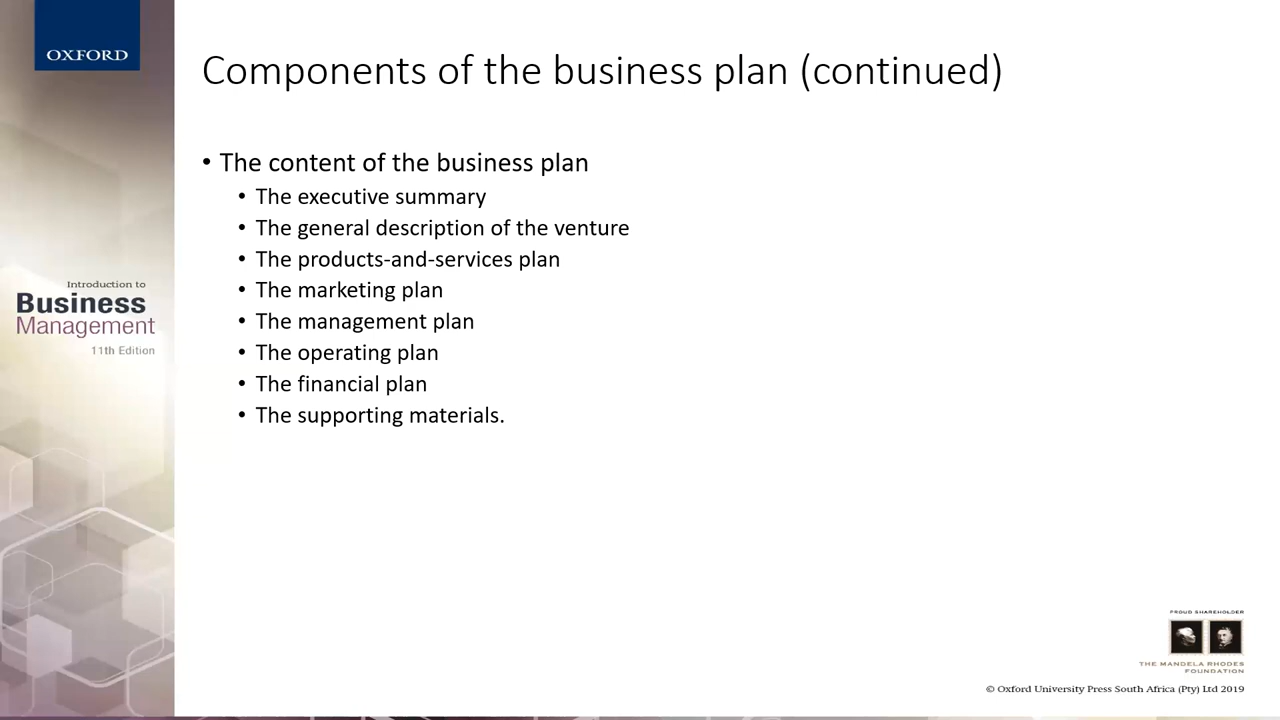 OXFORD
Components of the business plan (continued)
• The content of the business plan
• The executive summary
• The general description of the venture
• The products-and-services plan
• The marketing plan
• The management plan
• The operating plan
• The financial plan
• The supporting materials.
Introduction to
Business
Management
11th Edition
PROUD SHAREHOLDER
THE MANDELA RHODES
FOUNDATION
© Oxford University Press South Africa (Pty) Ltd 2019